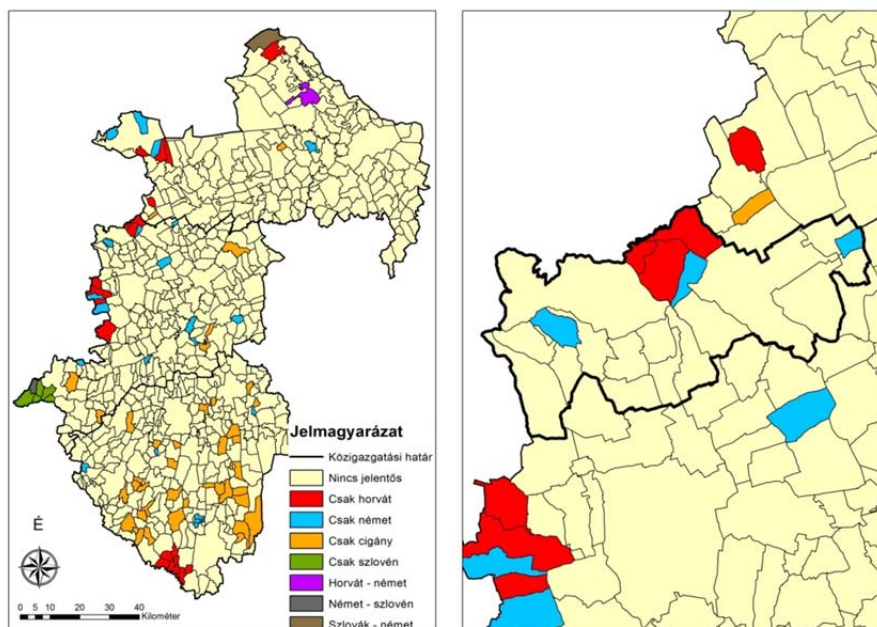 Jelmagyarázat
Közigazgatási határ
Nincs jelentős
Csak horvát
Csak német
Csak cigány
Csak szlovén
Horvát - német
Német - szlovén
Szlovák - német
É
0 5 10 20 30 40
Kilométer